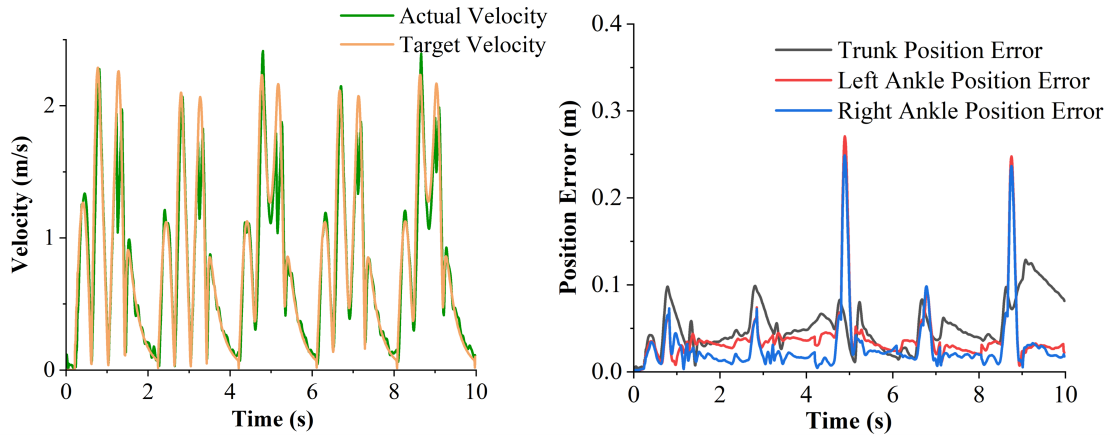 Actual Velocity
Target Velocity
Velocity (m/s)
2
1
0
0 2 4 6 8 10
Time (s)
Trunk Position Error
Left Ankle Position Error
Right Ankle Position Error
Position Error (m)
0.4
0.3
0.2
0.1
0.0
0 2 4 6 8 10
Time (s)